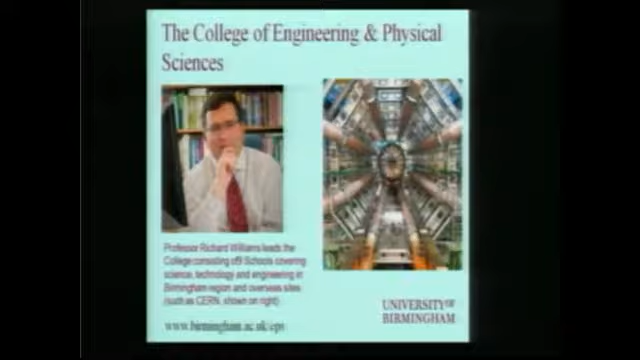 The College of Engineering & Physical
Sciences
Professor Richard Williams leads the
College consisting of 9 Schools covering
science, technology and engineering in
Birmingham region and overseas sites
(such as CERN, shown on right)
UNIVERSITY OF
BIRMINGHAM
www.birmingham.ac.uk/eps